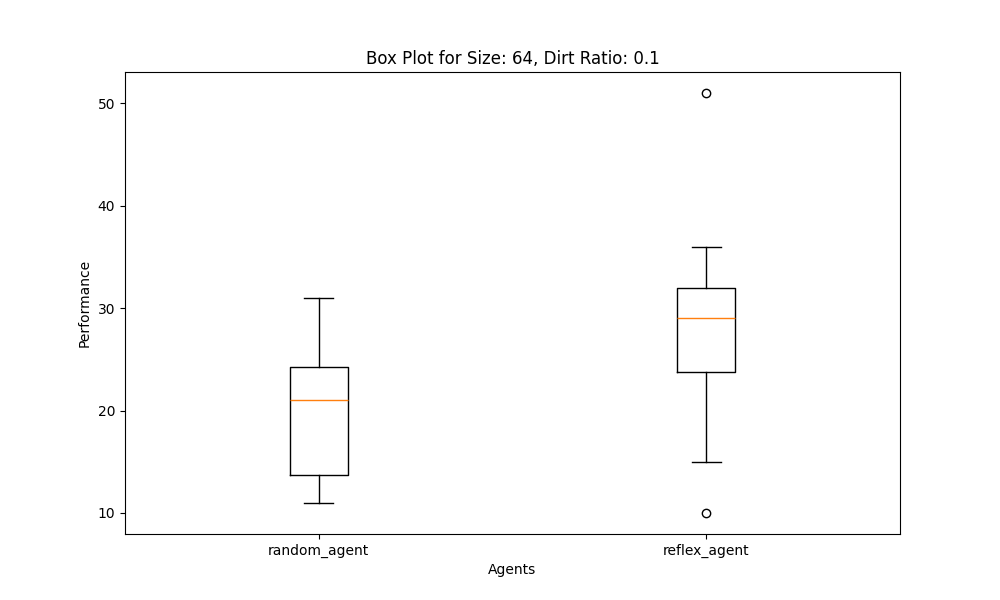 Box Plot for Size: 64, Dirt Ratio: 0.1
50
40
30
20
10
Performance
random_agent
reflex_agent
Agents